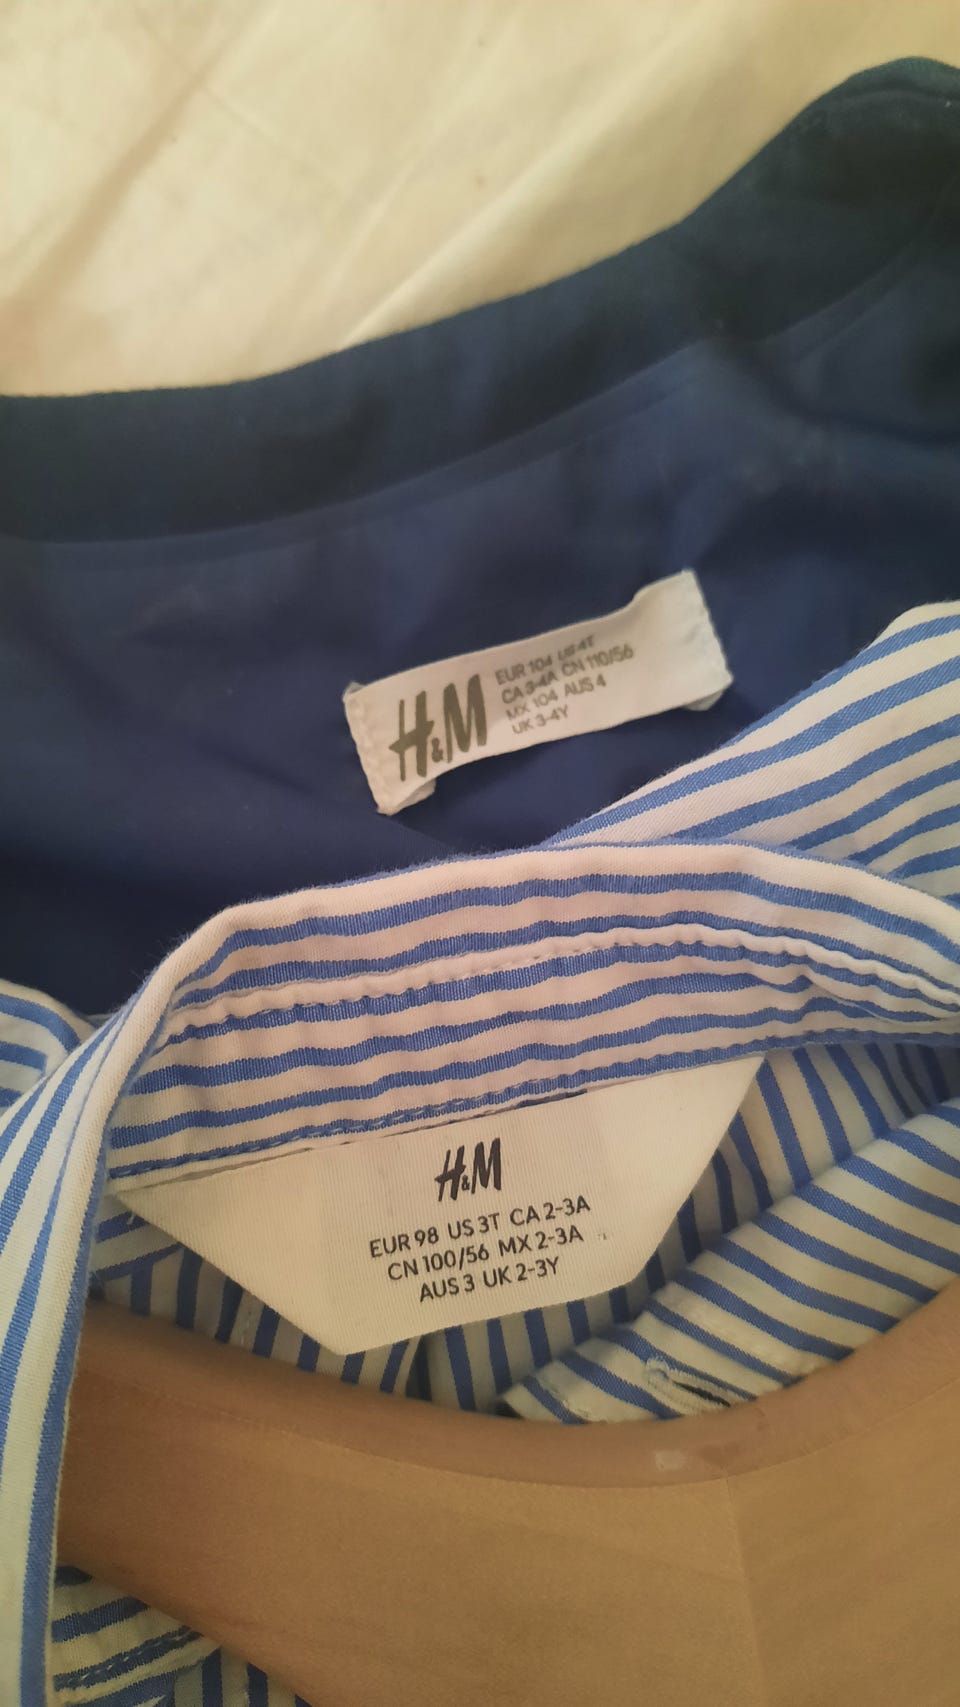 H&M
EUR 104 US 4T
CA 3-4A CN 110/56
MX 104 AUS 4
UK 3-4Y
H&M
EUR 98 US 3T CA 2-3A
CN 100/56 MX 2-3A
AUS 3 UK 2-3Y